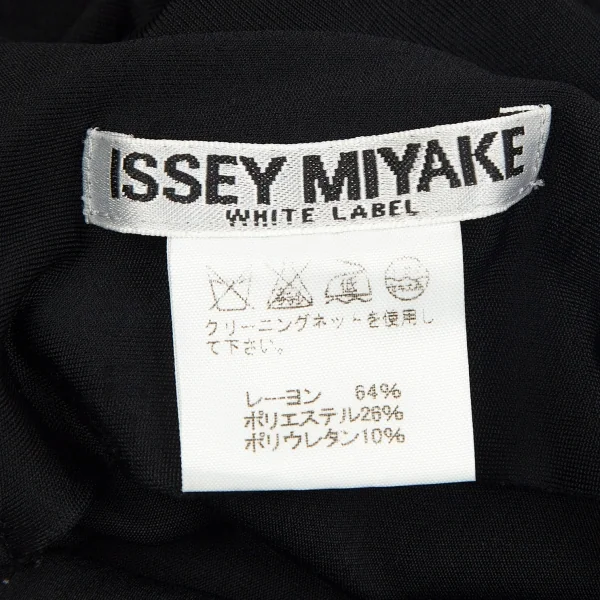 ISSEY MIYAKE
WHITE LABEL
低
クリーニングネットを使用し
て下さい。
レーヨン 64%
ポリエステル26%
ポリウレタン10%